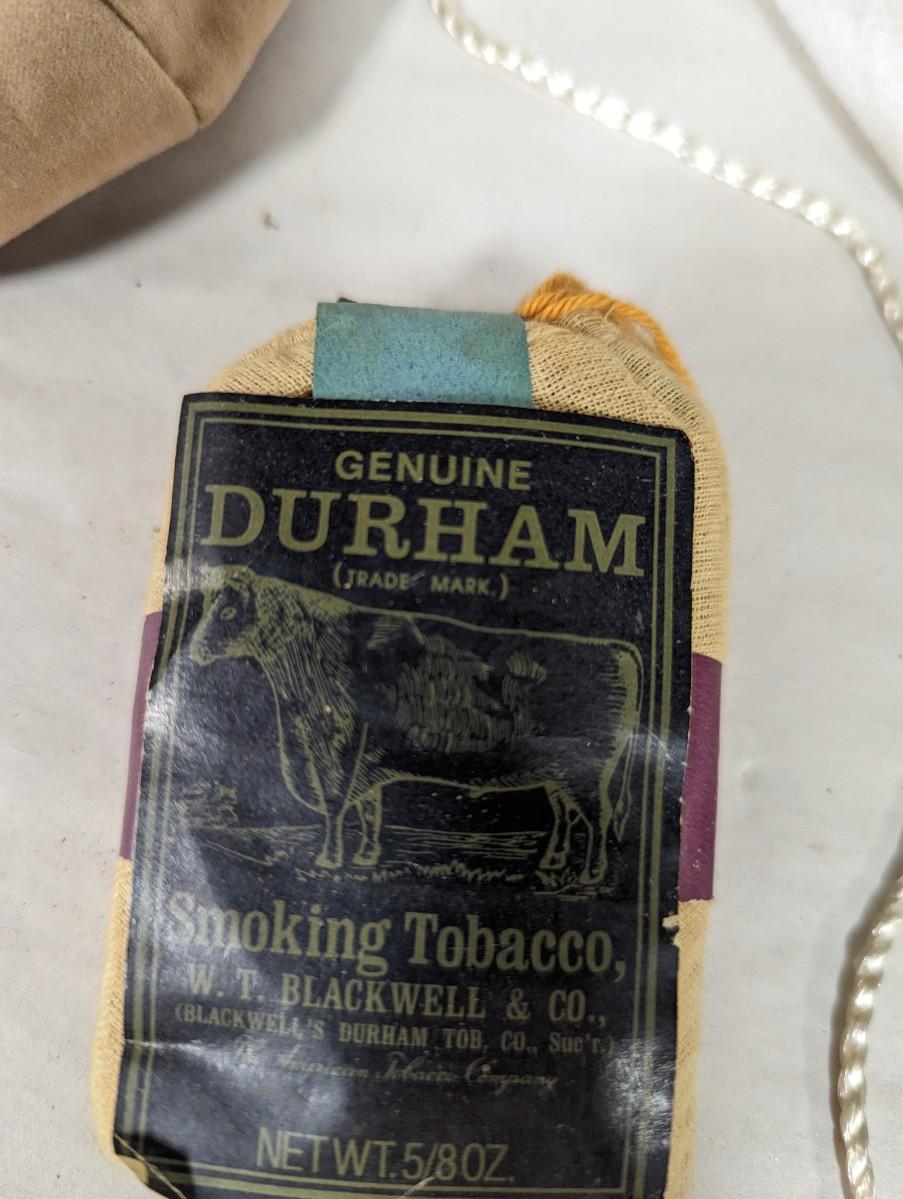 GENUINE
DURHAM
(TRADE MARK.)
Smoking Tobacco,
W. T. BLACKWELL & CO.,
(BLACKWELL'S DURHAM TOB. CO., Suc'r.)
The American Tobacco Company
NET WT. 5/8 OZ.